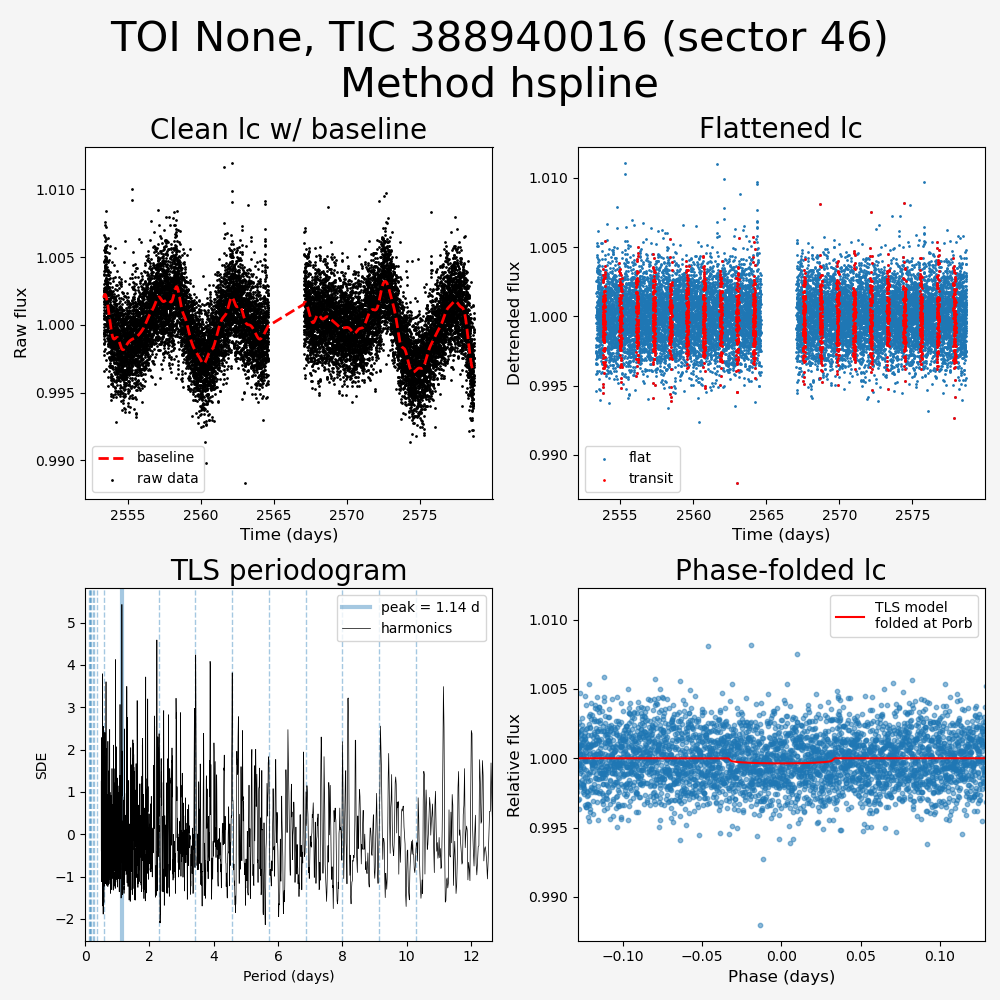 TOI None, TIC 388940016 (sector 46)
Method hspline
Clean lc w/ baseline
Raw flux
1.010
1.005
1.000
0.995
0.990
baseline
raw data
2555 2560 2565 2570 2575
Time (days)
Flattened lc
Detrended flux
1.010
1.005
1.000
0.995
0.990
flat
transit
2555 2560 2565 2570 2575
Time (days)
TLS periodogram
SDE
5
4
3
2
1
0
−1
−2
peak = 1.14 d
harmonics
0 2 4 6 8 10 12
Period (days)
Phase-folded lc
Relative flux
1.010
1.005
1.000
0.995
0.990
TLS model
folded at Porb
−0.10 −0.05 0.00 0.05 0.10
Phase (days)